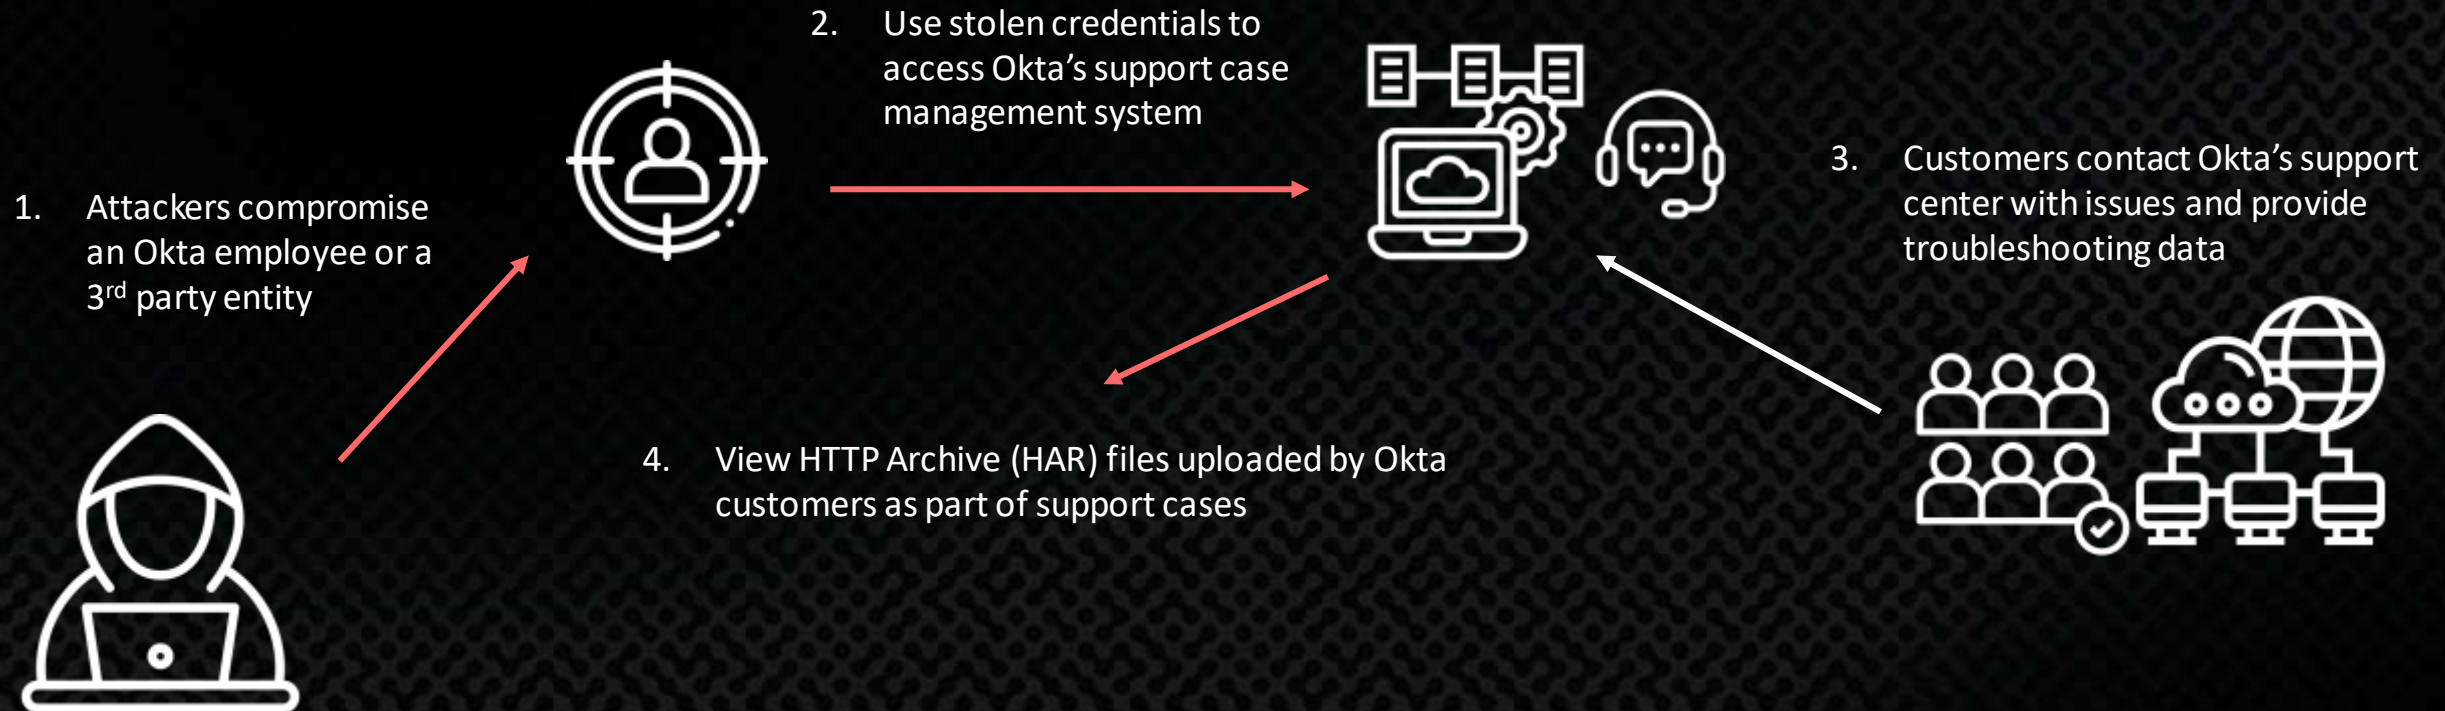 1. Attackers compromise
an Okta employee or a
3rd party entity
2. Use stolen credentials to
access Okta’s support case
management system
3. Customers contact Okta’s support
center with issues and provide
troubleshooting data
4. View HTTP Archive (HAR) files uploaded by Okta
customers as part of support cases